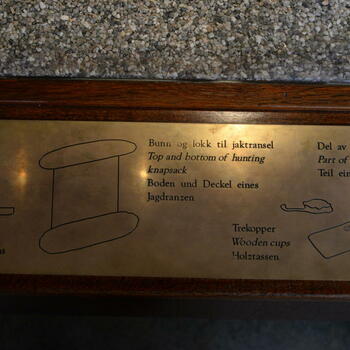 Bunn og lokk til jaktransel
Top and bottom of hunting
knapsack
Boden und Deckel eines
Jagdranzen
Del av
Part of
Teil ein
Trekopper
Wooden cups
Holztassen